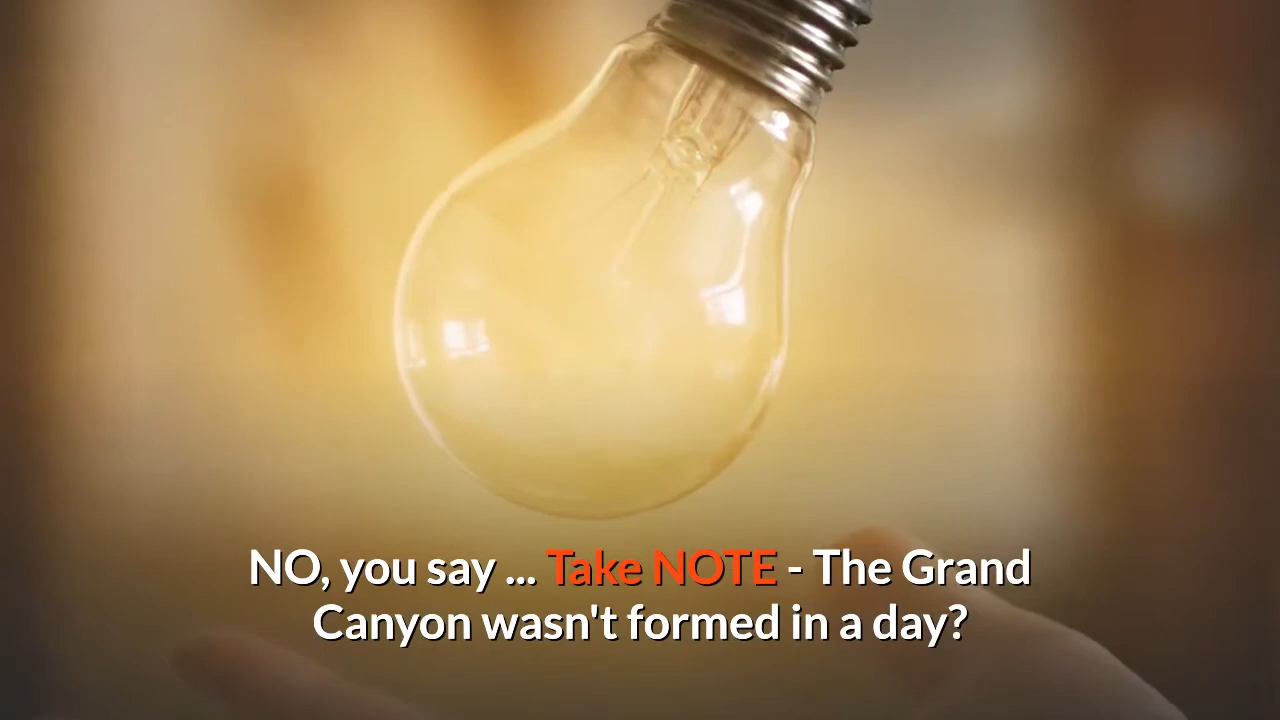 NO, you say ... Take NOTE - The Grand
Canyon wasn't formed in a day?